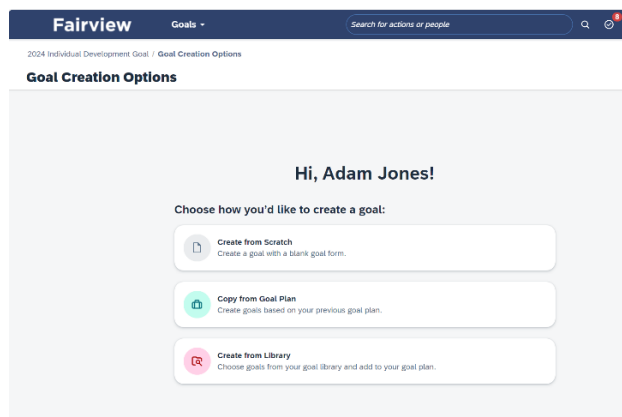 Fairview Goals Search for actions or people 8
2024 Individual Development Goal / Goal Creation Options
Goal Creation Options
Hi, Adam Jones!
Choose how you'd like to create a goal:
Create from Scratch
Create a goal with a blank goal form.
Copy from Goal Plan
Create goals based on your previous goal plan.
Create from Library
Choose goals from your goal library and add to your goal plan.